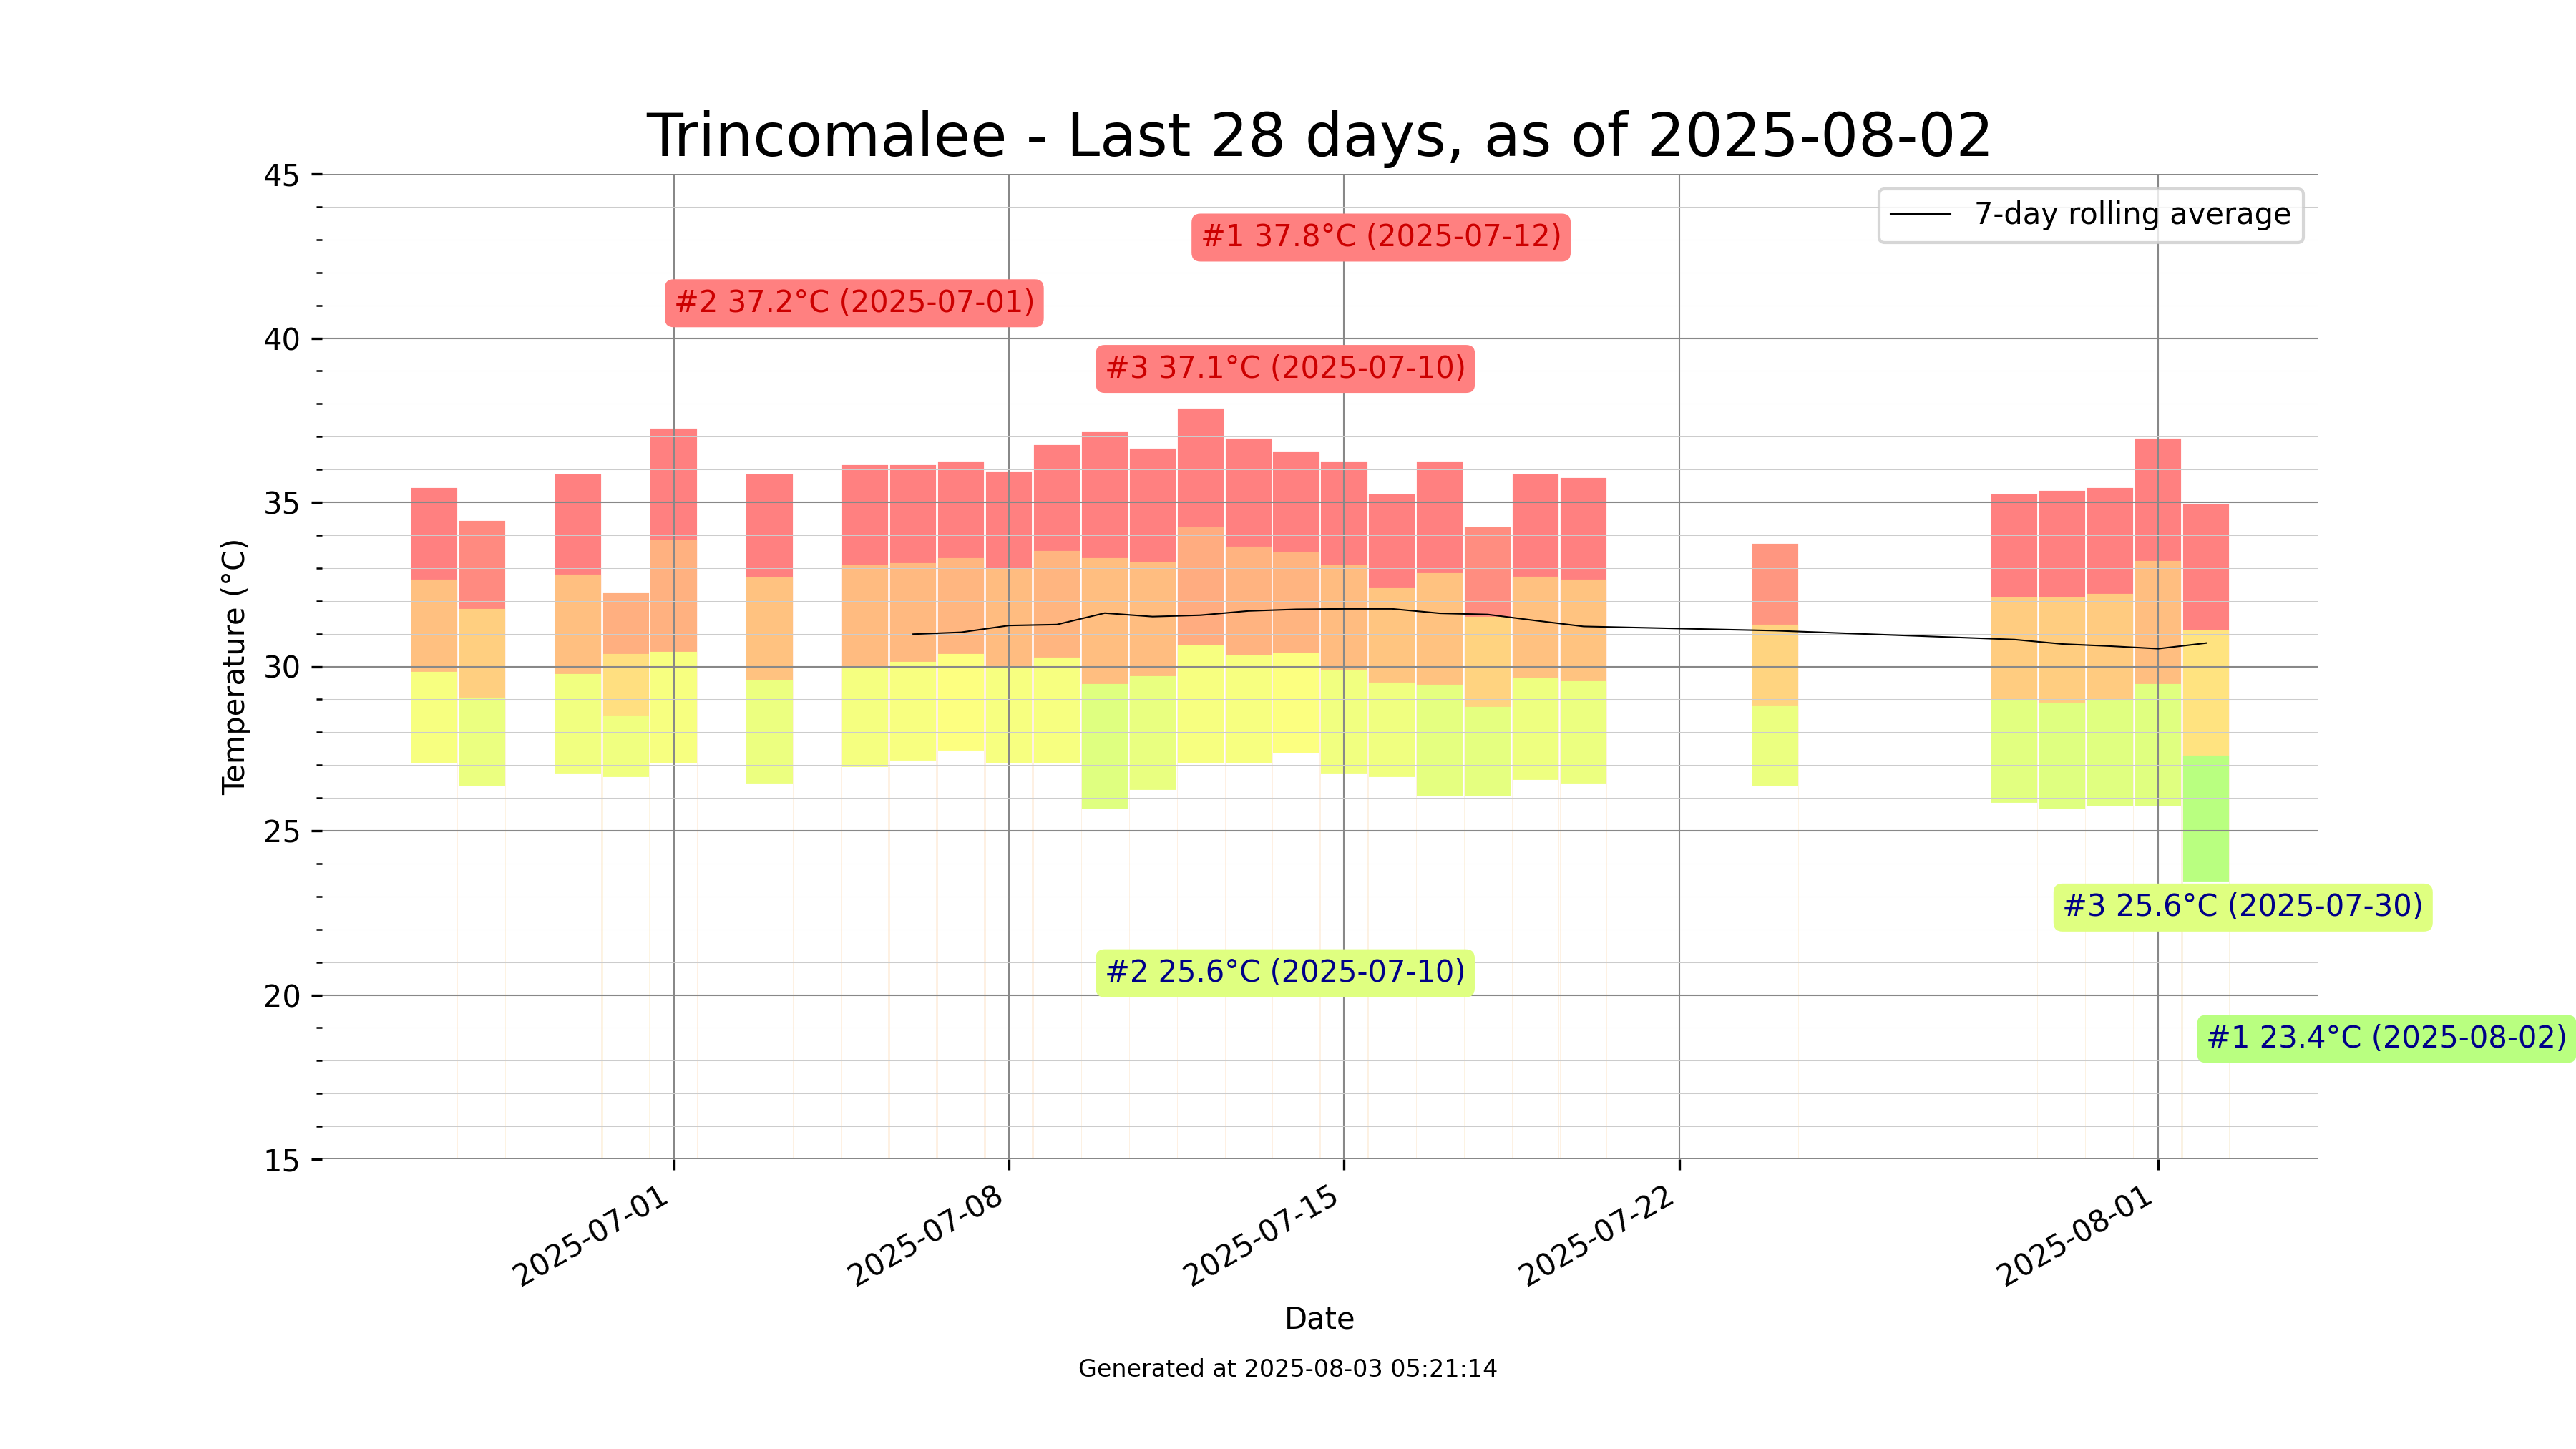 Trincomalee - Last 28 days, as of 2025-08-02
7-day rolling average
#1 37.8°C (2025-07-12)
#2 37.2°C (2025-07-01)
#3 37.1°C (2025-07-10)
#3 25.6°C (2025-07-30)
#2 25.6°C (2025-07-10)
#1 23.4°C (2025-08-02)
Temperature (°C)
45
40
35
30
25
20
15
2025-07-01
2025-07-08
2025-07-15
2025-07-22
2025-08-01
Date
Generated at 2025-08-03 05:21:14